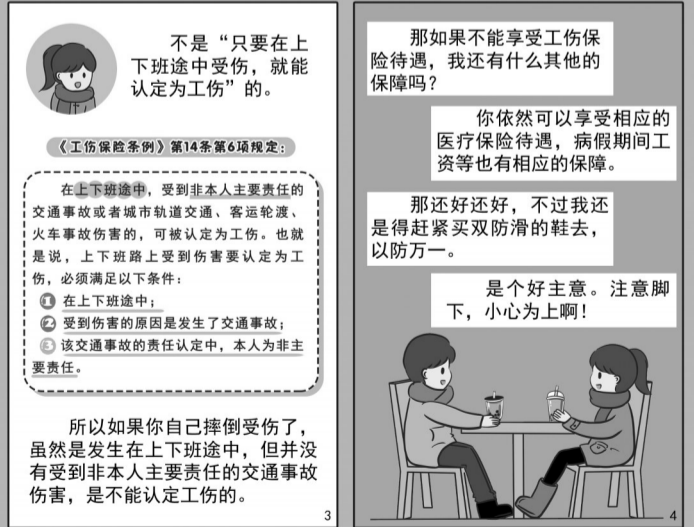 不是“只要在上
下班途中受伤，就能
认定为工伤”的。
《工伤保险条例》第14条第6项规定：
在上下班途中，受到非本人主要责任的
交通事故或者城市轨道交通、客运轮渡、
火车事故伤害的，可被认定为工伤。也就
是说，上下班路上受到伤害要认定为工
伤，必须满足以下条件：
① 在上下班途中；
② 受到伤害的原因是发生了交通事故；
③ 该交通事故的责任认定中，本人为非主
要责任。
所以如果你自己摔倒受伤了，
虽然是发生在上下班途中，但并没
有受到非本人主要责任的交通事故
伤害，是不能认定工伤的。
3
那如果不能享受工伤保
险待遇，我还有什么其他的
保障吗？
你依然可以享受相应的
医疗保险待遇，病假期间工
资等也有相应的保障。
那还好还好，不过我还
是得赶紧买双防滑的鞋去，
以防万一。
是个好主意。注意脚
下，小心为上啊！
4